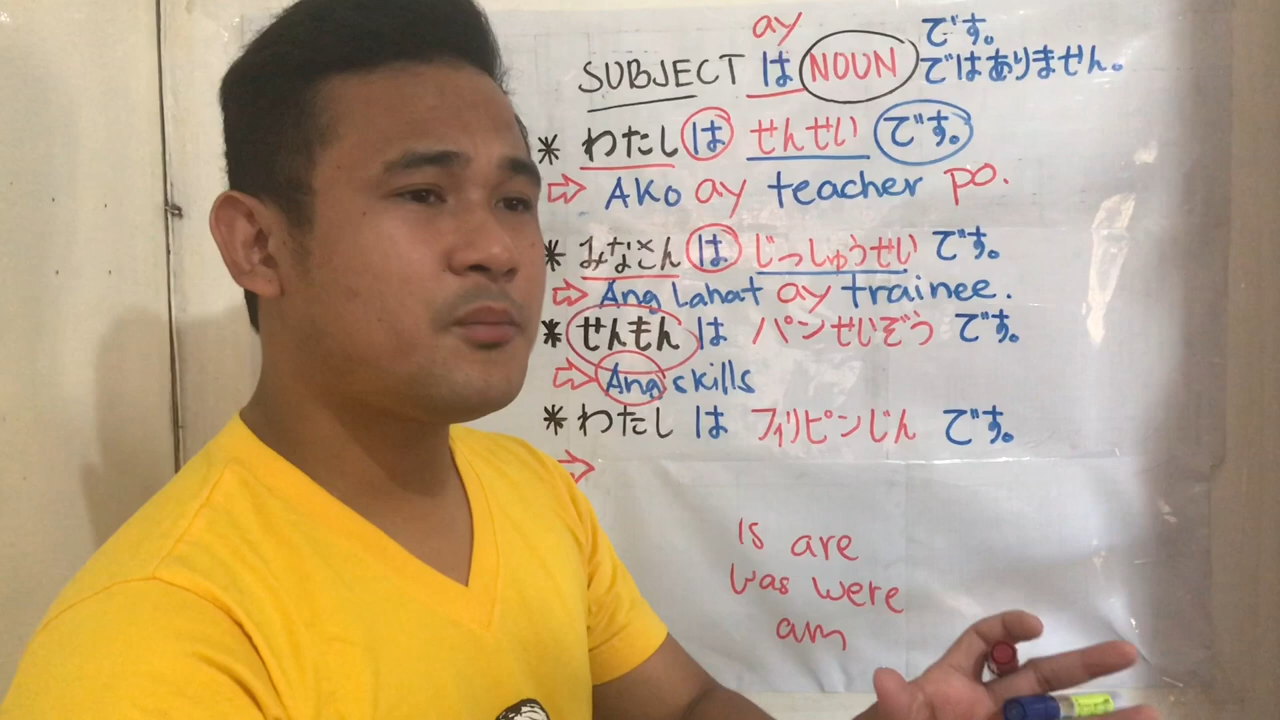 ay です。
SUBJECT は NOUN ではありません。
* わたし は せんせい です。
⇨ AKo ay teacher po.
* みなさん は じっしゅうせい です。
⇨ Ang Lahat ay trainee.
* せんもん は パンせいぞう です。
⇨ Ang skills
* わたし は フィリピンじん です。
⇨
is are
was were
am